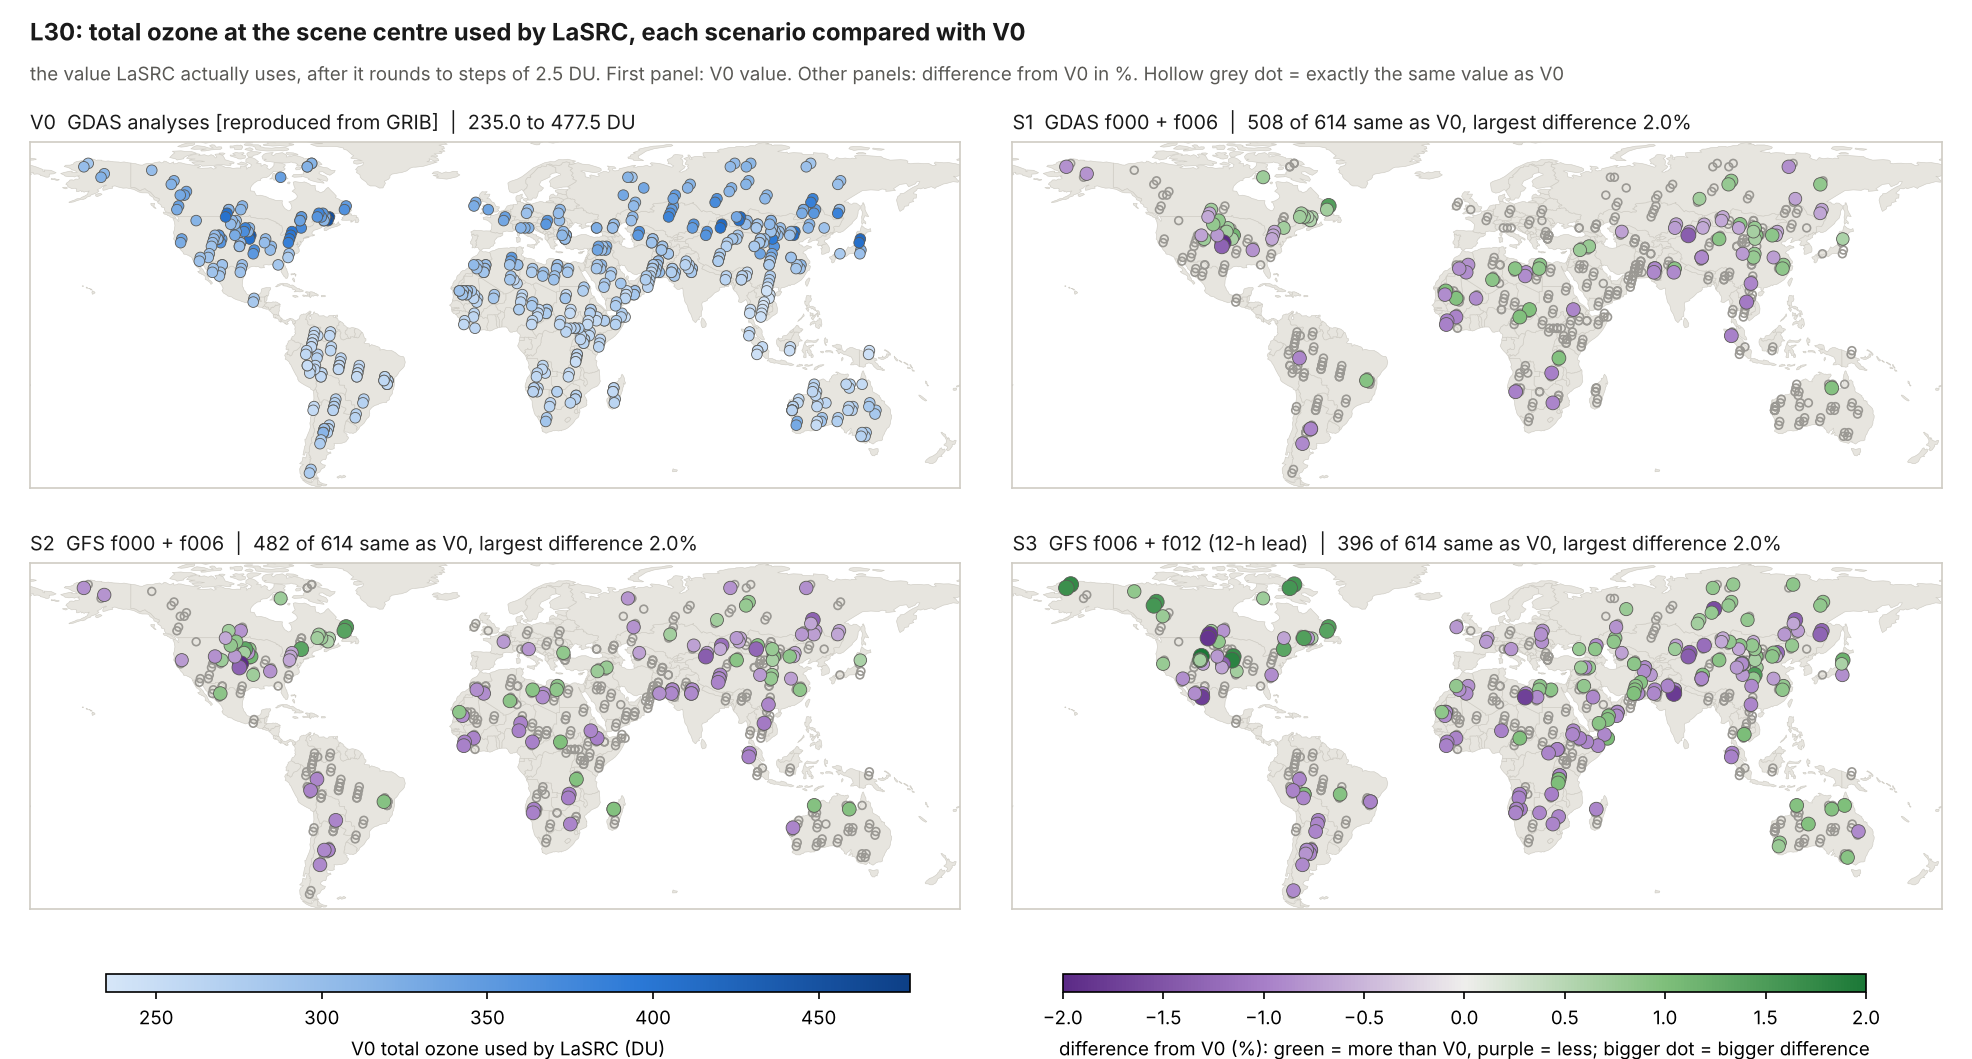 L30: total ozone at the scene centre used by LaSRC, each scenario compared with V0
the value LaSRC actually uses, after it rounds to steps of 2.5 DU. First panel: V0 value. Other panels: difference from V0 in %. Hollow grey dot = exactly the same value as V0
V0  GDAS analyses [reproduced from GRIB]  |  235.0 to 477.5 DU
S1  GDAS f000 + f006  |  508 of 614 same as V0, largest difference 2.0%
S2  GFS f000 + f006  |  482 of 614 same as V0, largest difference 2.0%
S3  GFS f006 + f012 (12-h lead)  |  396 of 614 same as V0, largest difference 2.0%
250 300 350 400 450
V0 total ozone used by LaSRC (DU)
−2.0 −1.5 −1.0 −0.5 0.0 0.5 1.0 1.5 2.0
difference from V0 (%): green = more than V0, purple = less; bigger dot = bigger difference